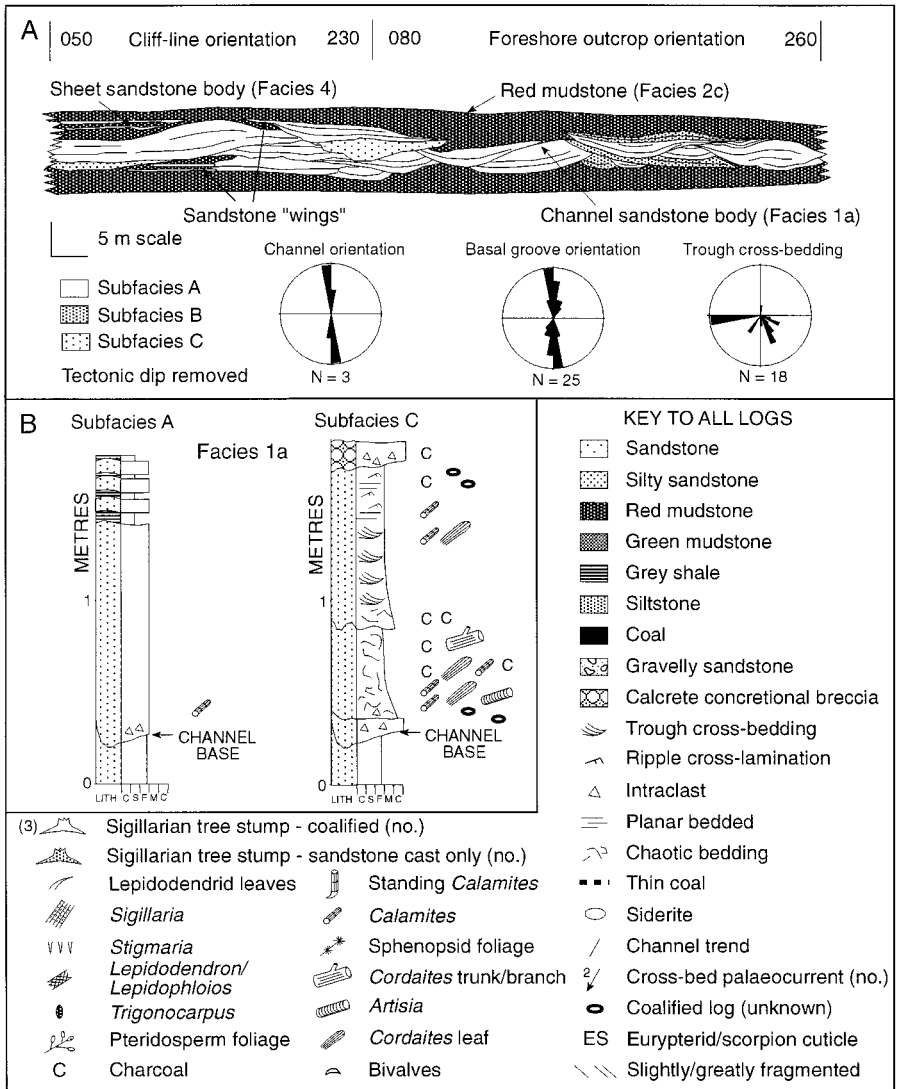 A
050 Cliff-line orientation 230 080 Foreshore outcrop orientation 260
Sheet sandstone body (Facies 4)
Red mudstone (Facies 2c)
Sandstone "wings"
Channel sandstone body (Facies 1a)
5 m scale
Subfacies A
Subfacies B
Subfacies C
Tectonic dip removed
Channel orientation
N = 3
Basal groove orientation
N = 25
Trough cross-bedding
N = 18
B
Subfacies A
Facies 1a
Subfacies C
METRES
1
0
LITH C S F M C
CHANNEL
BASE
METRES
1
0
LITH C S F M C
C
C
C C
C
C C
CHANNEL
BASE
KEY TO ALL LOGS
Sandstone
Silty sandstone
Red mudstone
Green mudstone
Grey shale
Siltstone
Coal
Gravelly sandstone
Calcrete concretional breccia
Trough cross-bedding
Ripple cross-lamination
Intraclast
Planar bedded
Chaotic bedding
Thin coal
Siderite
Channel trend
2 Cross-bed palaeocurrent (no.)
Coalified log (unknown)
ES Eurypterid/scorpion cuticle
Slightly/greatly fragmented
(3) Sigillarian tree stump - coalified (no.)
Sigillarian tree stump - sandstone cast only (no.)
Lepidodendrid leaves
Sigillaria
Stigmaria
Lepidodendron/
Lepidophloios
Trigonocarpus
Pteridosperm foliage
C Charcoal
Standing Calamites
Calamites
Sphenopsid foliage
Cordaites trunk/branch
Artisia
Cordaites leaf
Bivalves